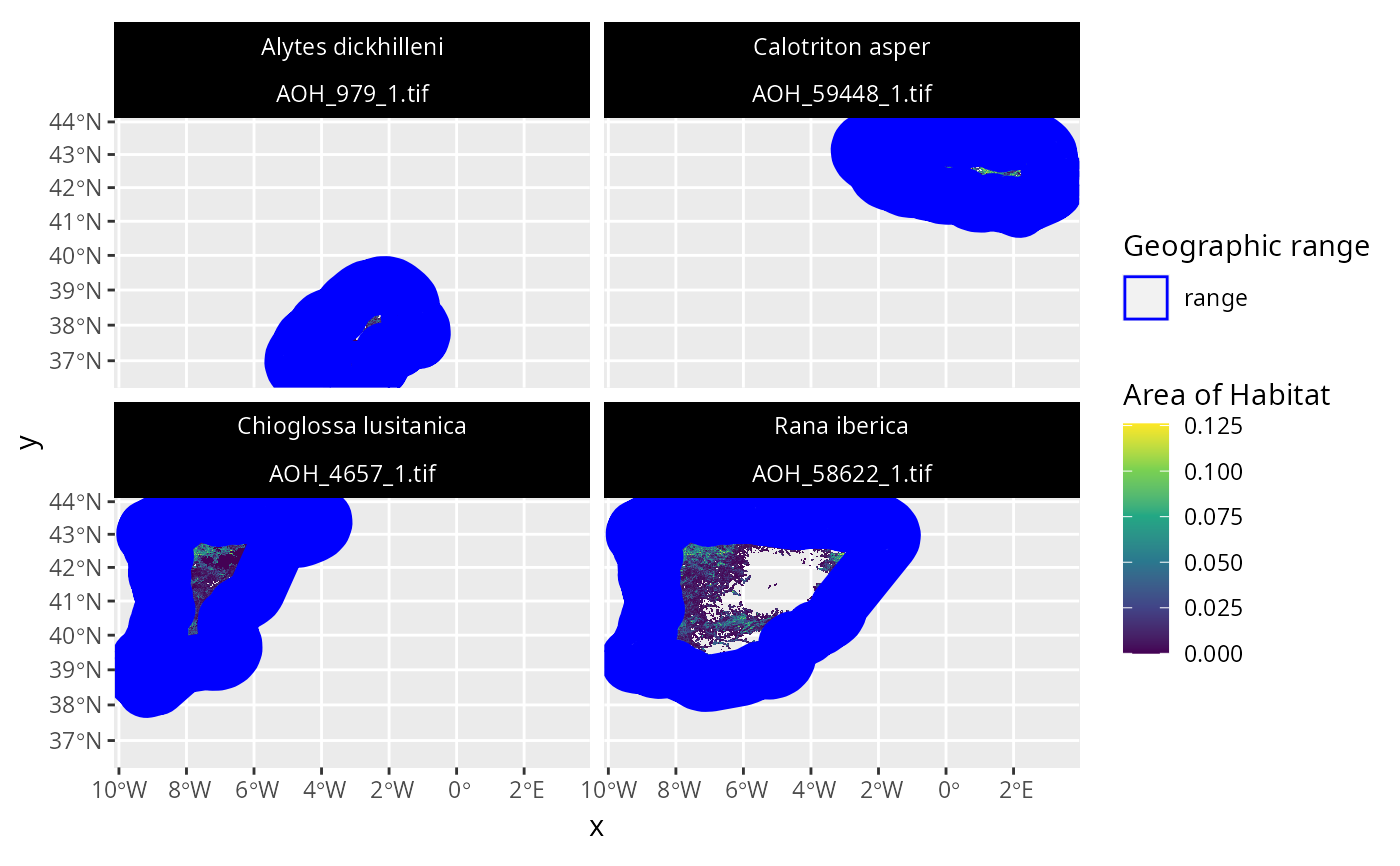 Alytes dickhilleni
AOH_979_1.tif
Calotriton asper
AOH_59448_1.tif
44°N
43°N
42°N
41°N
40°N
39°N
38°N
37°N
Chioglossa lusitanica
AOH_4657_1.tif
Rana iberica
AOH_58622_1.tif
44°N
43°N
42°N
41°N
40°N
39°N
38°N
37°N
10°W 8°W 6°W 4°W 2°W 0° 2°E
10°W 8°W 6°W 4°W 2°W 0° 2°E
x
y
Geographic range
range
Area of Habitat
0.125
0.100
0.075
0.050
0.025
0.000